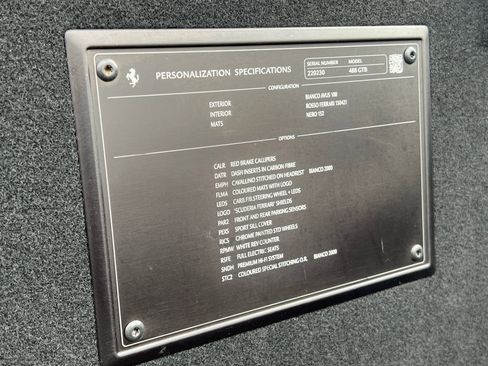 PERSONALIZATION SPECIFICATIONS
SERIAL NUMBER MODEL
220230 488 GTB
CONFIGURATION
EXTERIOR BIANCO AVUS 100
INTERIOR ROSSO FERRARI
MATS NERO 152
OPTIONS
CALR RED BRAKE CALLIPERS
DATR DASH INSERTS IN CARBON FIBRE
EMPH CAVALLINO STITCHED ON HEADREST BIANCO 2009
FLMA COLOURED MATS WITH LOGO
LEDS CARB.FIB.STEERING WHEEL + LEDS
LOGO 'SCUDERIA FERRARI' SHIELDS
PAR2 FRONT AND REAR PARKING SENSORS
SPORT SILL COVER
RICS CHROME PAINTED STD WHEELS
RPMW WHITE REV COUNTER
RSFE FULL ELECTRIC SEATS
SNDH PREMIUM HI-FI SYSTEM
STC2 COLOURED SPECIAL STITCHING O.R. BIANCO 2009